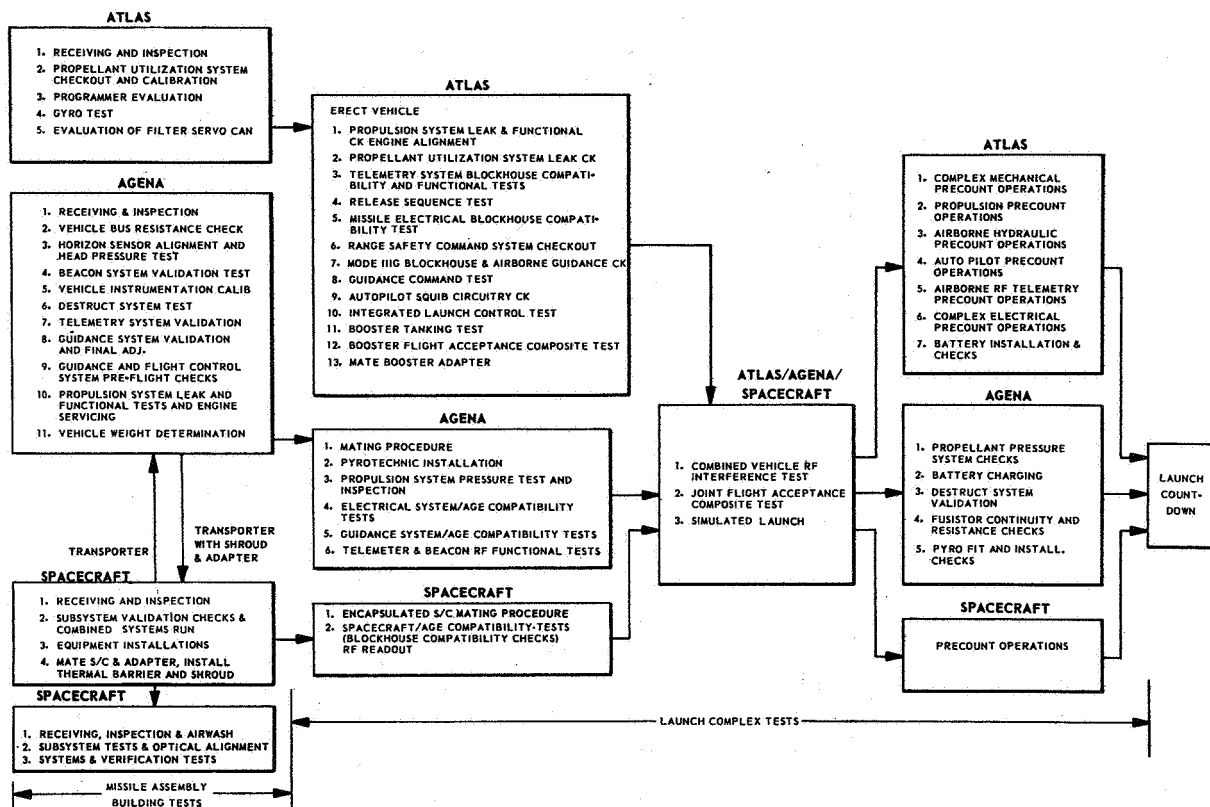 ATLAS
1. RECEIVING AND INSPECTION
2. PROPELLANT UTILIZATION SYSTEM
CHECKOUT AND CALIBRATION
3. PROGRAMMER EVALUATION
4. GYRO TEST
5. EVALUATION OF FILTER SERVO CAN
AGENA
1. RECEIVING & INSPECTION
2. VEHICLE BUS RESISTANCE CHECK
3. HORIZON SENSOR ALIGNMENT AND
HEAD PRESSURE TEST
4. BEACON SYSTEM VALIDATION TEST
5. VEHICLE INSTRUMENTATION CALIB
6. DESTRUCT SYSTEM TEST
7. TELEMETRY SYSTEM VALIDATION
8. GUIDANCE SYSTEM VALIDATION
AND FINAL ADJ.
9. GUIDANCE AND FLIGHT CONTROL
SYSTEM PRE-FLIGHT CHECKS
10. PROPULSION SYSTEM LEAK AND
FUNCTIONAL TESTS AND ENGINE
SERVICING
11. VEHICLE WEIGHT DETERMINATION
TRANSPORTER
TRANSPORTER
WITH SHROUD
& ADAPTER
SPACECRAFT
1. RECEIVING AND INSPECTION
2. SUBSYSTEM VALIDATION CHECKS &
COMBINED SYSTEMS RUN
3. EQUIPMENT INSTALLATIONS
4. MATE S/C & ADAPTER, INSTALL
THERMAL BARRIER AND SHROUD
SPACECRAFT
1. RECEIVING, INSPECTION & AIRWASH
2. SUBSYSTEM TESTS & OPTICAL ALIGNMENT
3. SYSTEMS & VERIFICATION TESTS
MISSILE ASSEMBLY
BUILDING TESTS
ATLAS
ERECT VEHICLE
1. PROPULSION SYSTEM LEAK & FUNCTIONAL
CK ENGINE ALIGNMENT
2. PROPELLANT UTILIZATION SYSTEM LEAK CK
3. TELEMETRY SYSTEM BLOCKHOUSE COMPATI-
BILITY AND FUNCTIONAL TESTS
4. RELEASE SEQUENCE TEST
5. MISSILE ELECTRICAL BLOCKHOUSE COMPATI-
BILITY TEST
6. RANGE SAFETY COMMAND SYSTEM CHECKOUT
7. MODE IIIG BLOCKHOUSE & AIRBORNE GUIDANCE CK
8. GUIDANCE COMMAND TEST
9. AUTOPILOT SQUIB CIRCUITRY CK
10. INTEGRATED LAUNCH CONTROL TEST
11. BOOSTER TANKING TEST
12. BOOSTER FLIGHT ACCEPTANCE COMPOSITE TEST
13. MATE BOOSTER ADAPTER
AGENA
1. MATING PROCEDURE
2. PYROTECHNIC INSTALLATION
3. PROPULSION SYSTEM PRESSURE TEST AND
INSPECTION
4. ELECTRICAL SYSTEM/AGE COMPATIBILITY
TESTS
5. GUIDANCE SYSTEM/AGE COMPATIBILITY TESTS
6. TELEMETER & BEACON RF FUNCTIONAL TESTS
SPACECRAFT
1. ENCAPSULATED S/C MATING PROCEDURE
2. SPACECRAFT/AGE COMPATIBILITY-TESTS
(BLOCKHOUSE COMPATIBILITY CHECKS)
RF READOUT
ATLAS/AGENA/
SPACECRAFT
1. COMBINED VEHICLE RF
INTERFERENCE TEST
2. JOINT FLIGHT ACCEPTANCE
COMPOSITE TEST
3. SIMULATED LAUNCH
ATLAS
1. COMPLEX MECHANICAL
PRECOUNT OPERATIONS
2. PROPULSION PRECOUNT
OPERATIONS
3. AIRBORNE HYDRAULIC
PRECOUNT OPERATIONS
4. AUTO PILOT PRECOUNT
OPERATIONS
5. AIRBORNE RF TELEMETRY
PRECOUNT OPERATIONS
6. COMPLEX ELECTRICAL
PRECOUNT OPERATIONS
7. BATTERY INSTALLATION &
CHECKS
AGENA
1. PROPELLANT PRESSURE
SYSTEM CHECKS
2. BATTERY CHARGING
3. DESTRUCT SYSTEM
VALIDATION
4. FUSISTOR CONTINUITY AND
RESISTANCE CHECKS
5. PYRO FIT AND INSTALL.
CHECKS
SPACECRAFT
PRECOUNT OPERATIONS
LAUNCH
COUNT-
DOWN
LAUNCH COMPLEX TESTS